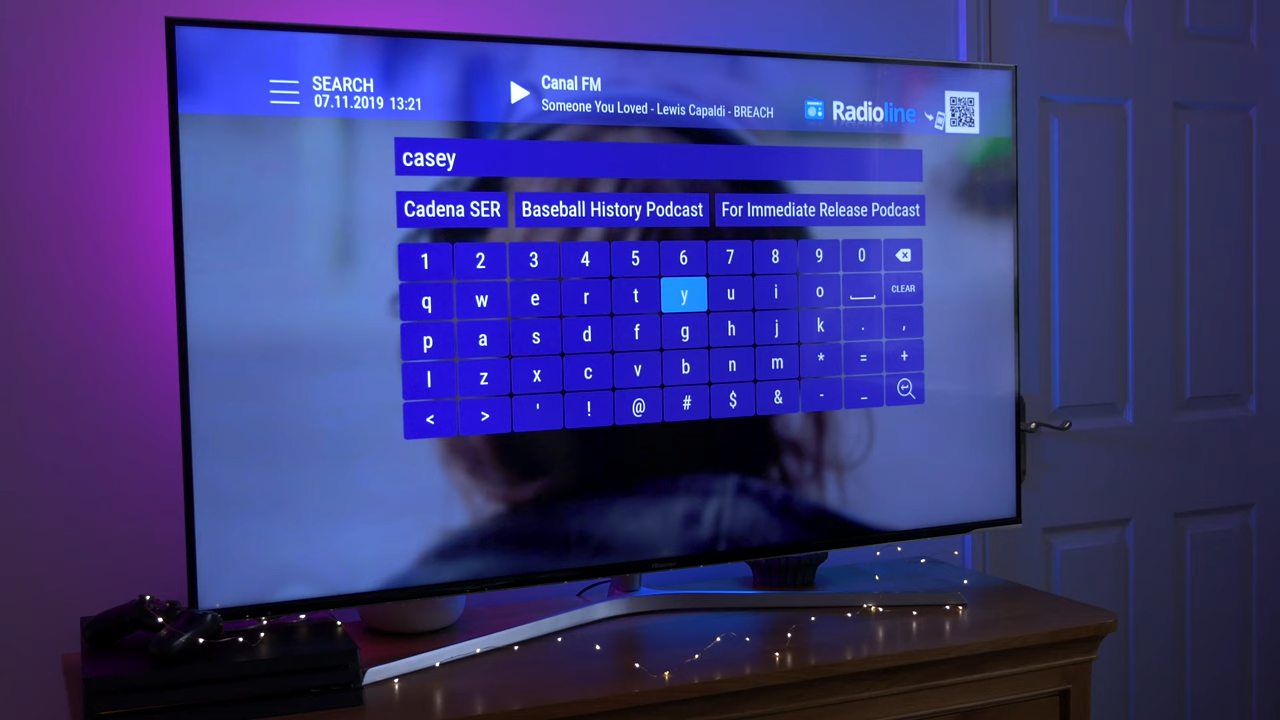 SEARCH
07.11.2019 13:21
Canal FM
Someone You Loved - Lewis Capaldi - BREACH
Radioline
casey
Cadena SER Baseball History Podcast For Immediate Release Podcast
1 2 3 4 5 6 7 8 9 0
q w e r t y u i o CLEAR
p a s d f g h j k . ,
l z x c v b n m * = +
< > ' ! @ # $ & - _
Hisense